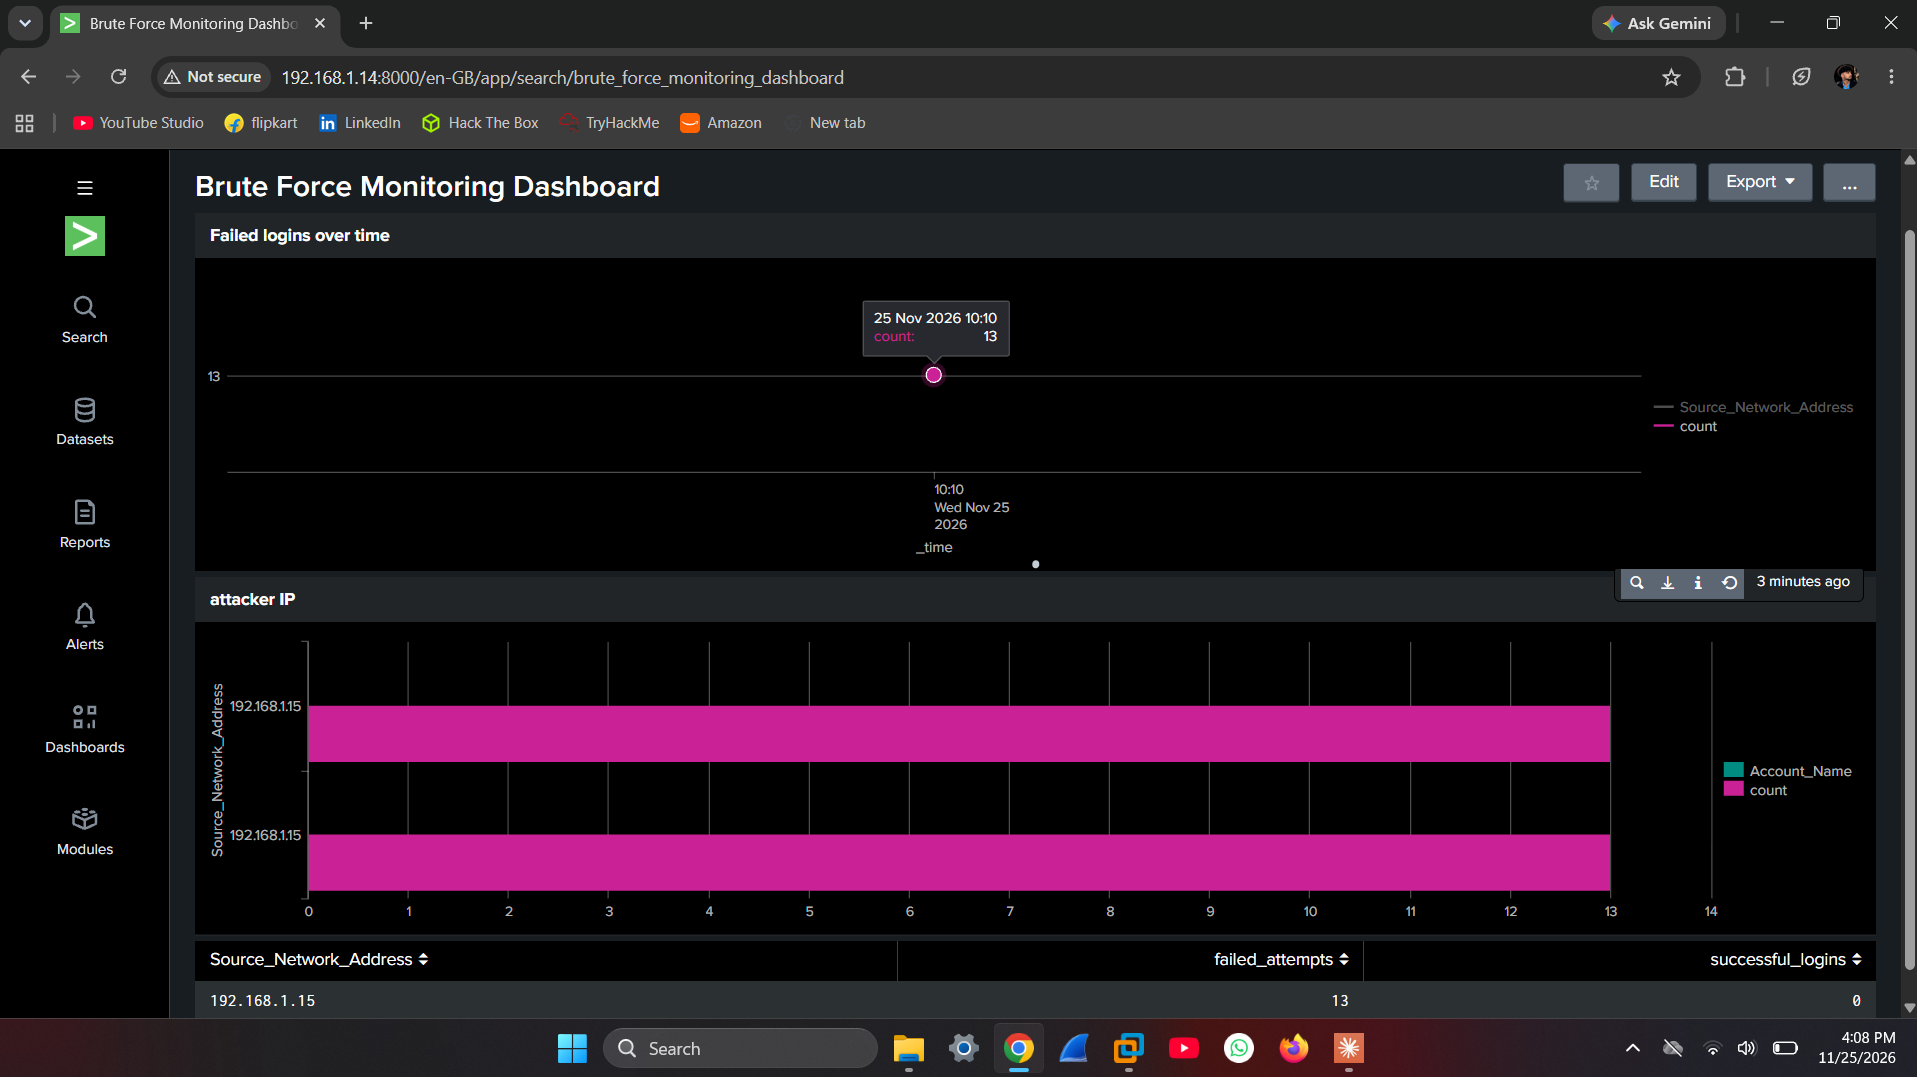 Brute Force Monitoring Dashbo
Ask Gemini
Not secure
192.168.1.14:8000/en-GB/app/search/brute_force_monitoring_dashboard
YouTube Studio
flipkart
LinkedIn
Hack The Box
TryHackMe
Amazon
New tab
Brute Force Monitoring Dashboard
Edit
Export
...
Search
Datasets
Reports
Alerts
Dashboards
Modules
Failed logins over time
25 Nov 2026 10:10
count: 13
13
Source_Network_Address
count
10:10
Wed Nov 25
2026
_time
3 minutes ago
attacker IP
Source_Network_Address
192.168.1.15
192.168.1.15
0 1 2 3 4 5 6 7 8 9 10 11 12 13 14
Account_Name
count
Source_Network_Address failed_attempts successful_logins
192.168.1.15 13 0
Search
4:08 PM
11/25/2026